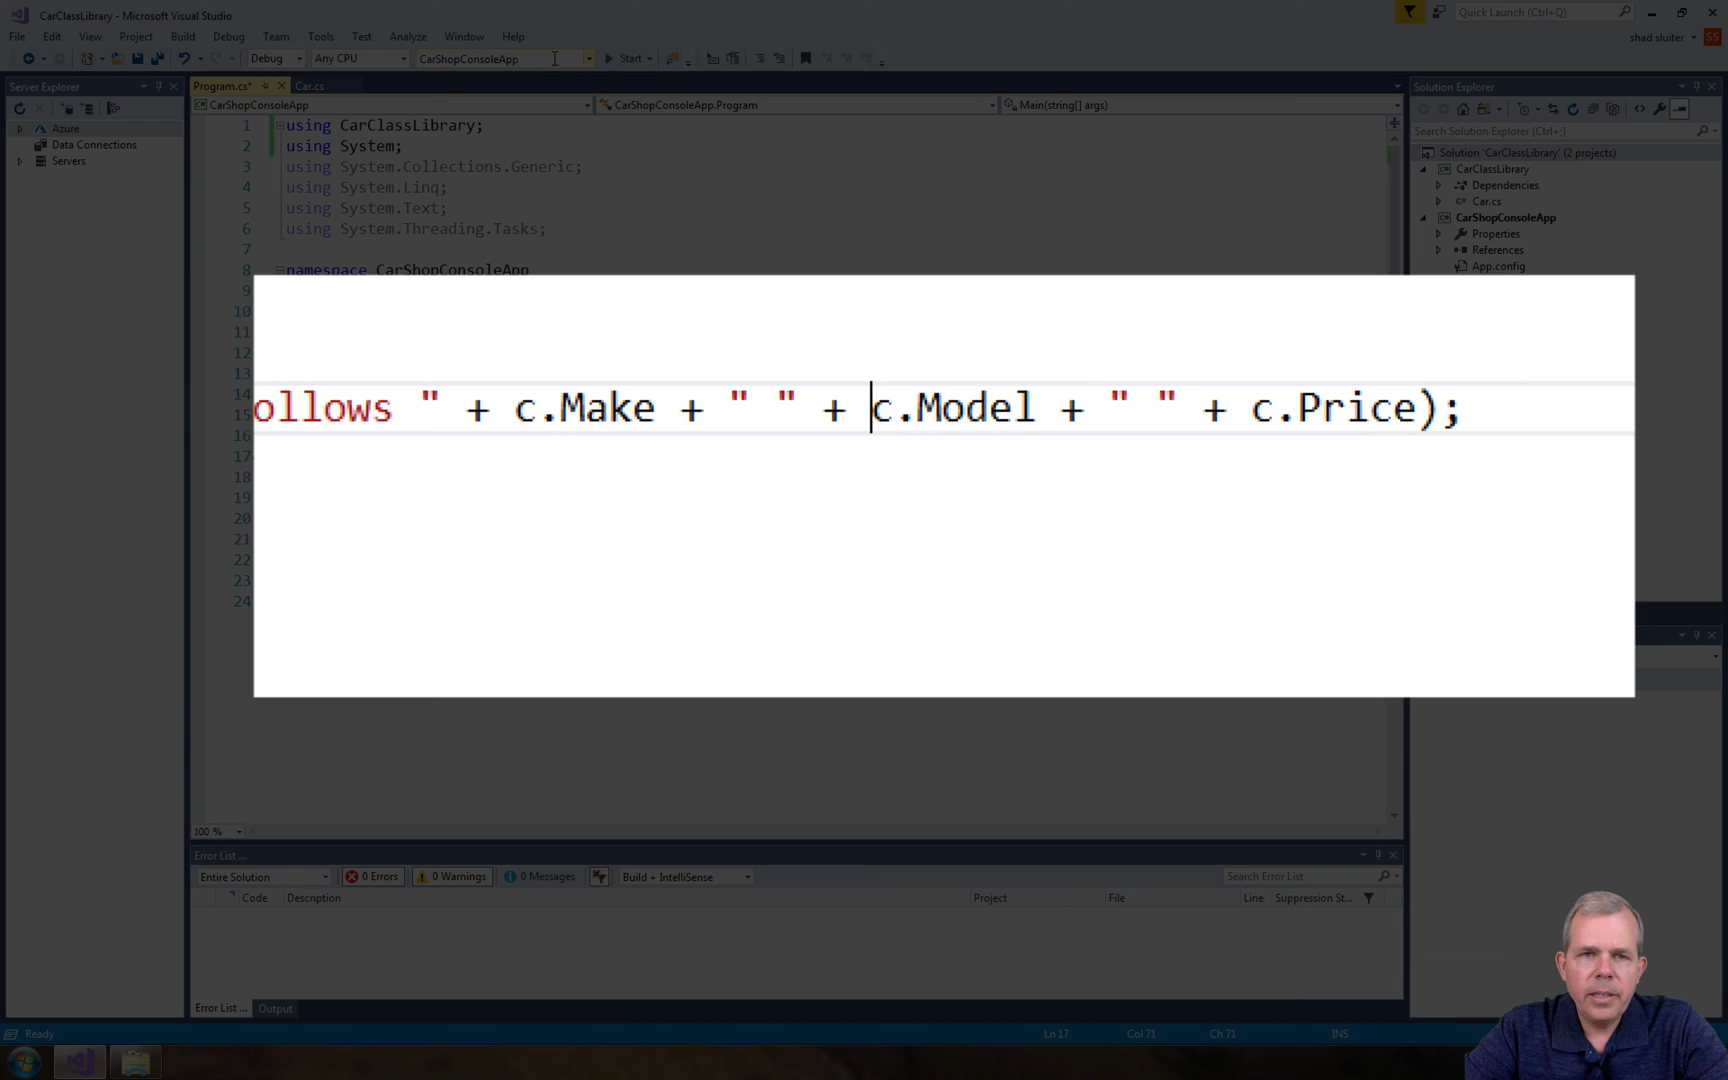 CarClassLibrary - Microsoft Visual Studio
Quick Launch (Ctrl+Q)
File Edit View Project Build Debug Team Tools Test Analyze Window Help
shad sluiter SS
Debug Any CPU CarShopConsoleApp Start
Server Explorer
Azure
Data Connections
Servers
Program.cs* Car.cs
CarShopConsoleApp CarShopConsoleApp.Program Main(string[] args)
1 using CarClassLibrary;
2 using System;
3 using System.Collections.Generic;
4 using System.Linq;
5 using System.Text;
6 using System.Threading.Tasks;
7
8 namespace CarShopConsoleApp
9
10
11
12
13
14
15
16
17
18
19
20
21
22
23
24
ollows " + c.Make + " " + c.Model + " " + c.Price);
Solution Explorer
Search Solution Explorer (Ctrl+;)
Solution 'CarClassLibrary' (2 projects)
CarClassLibrary
Dependencies
Car.cs
CarShopConsoleApp
Properties
References
App.config
100 %
Error List ...
Entire Solution 0 Errors 0 Warnings 0 Messages Build + IntelliSense Search Error List
Code Description Project File Line Suppression St...
Error List ... Output
Ready Ln 17 Col 71 Ch 71 INS